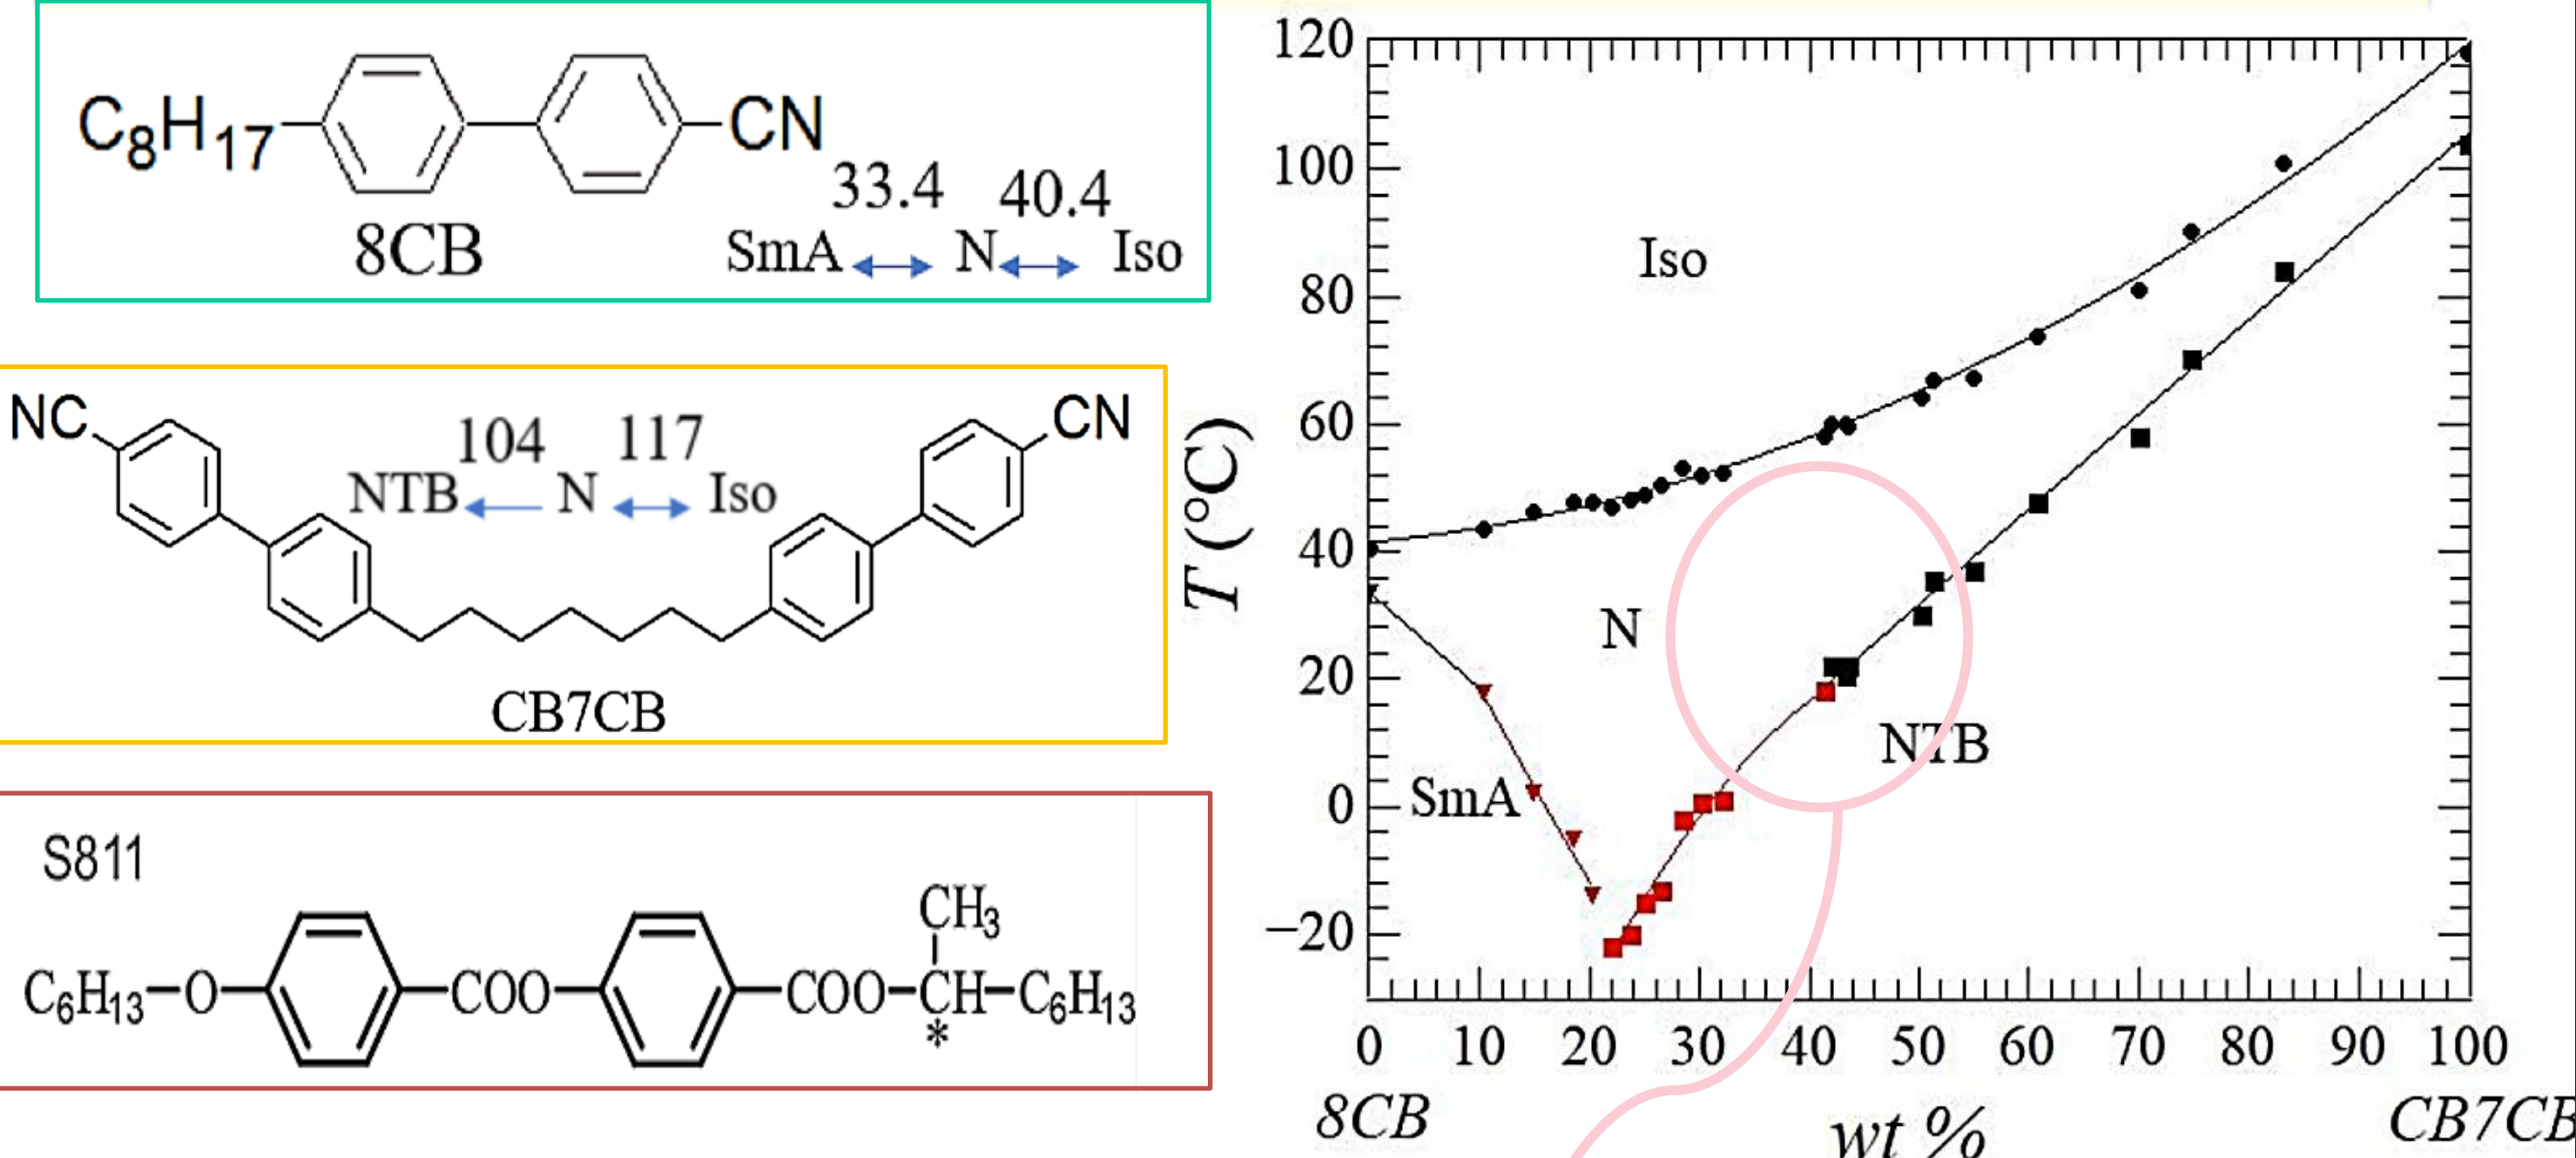 C8H17
CN
8CB
33.4 40.4
SmA N Iso
NC
CN
104 117
NTB N Iso
CB7CB
S811
CH3
C6H13-O
COO
COO-CH-C6H13
*
120
100
80
60
40
20
0
−20
T (°C)
Iso
N
SmA
NTB
0 10 20 30 40 50 60 70 80 90 100
8CB wt % CB7CB